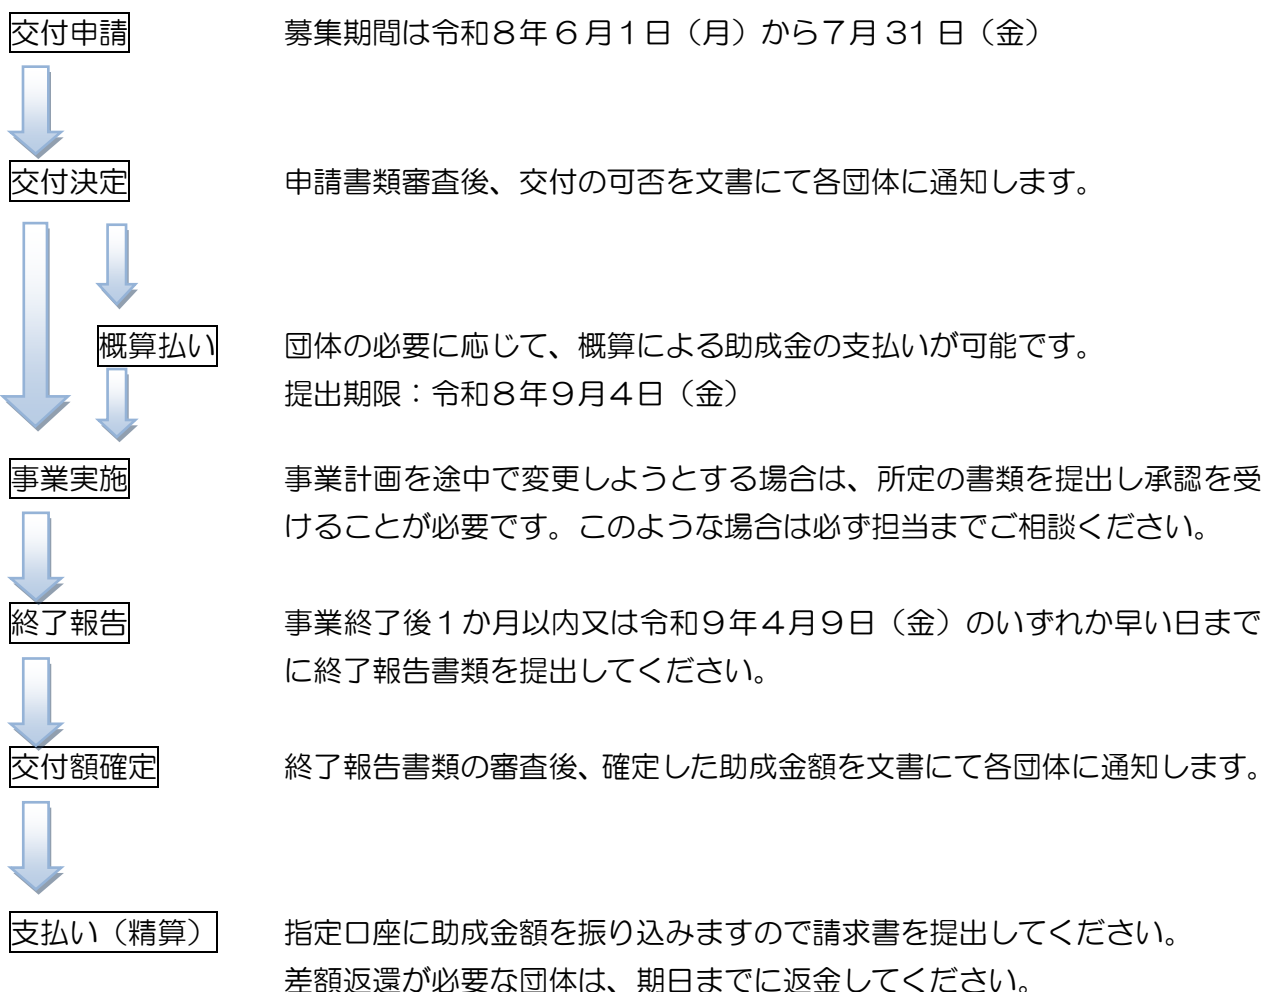 交付申請 募集期間は令和8年6月1日（月）から7月31日（金）
交付決定 申請書類審査後、交付の可否を文書にて各団体に通知します。
概算払い 団体の必要に応じて、概算による助成金の支払いが可能です。
提出期限：令和8年9月4日（金）
事業実施 事業計画を途中で変更しようとする場合は、所定の書類を提出し承認を受
けることが必要です。このような場合は必ず担当までご相談ください。
終了報告 事業終了後1か月以内又は令和9年4月9日（金）のいずれか早い日まで
に終了報告書類を提出してください。
交付額確定 終了報告書類の審査後、確定した助成金額を文書にて各団体に通知します。
支払い（精算） 指定口座に助成金額を振り込みますので請求書を提出してください。
差額返還が必要な団体は、期日までに返金してください。